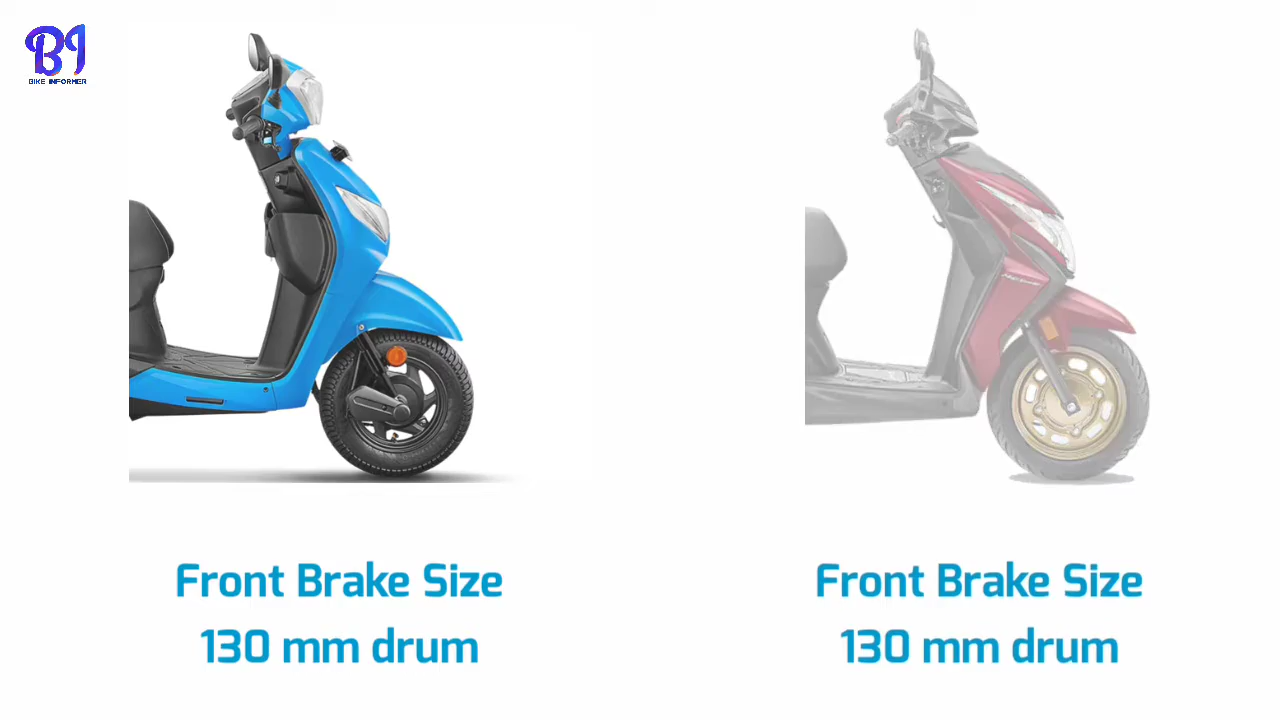 BI
BIKE INFORMER
Front Brake Size
130 mm drum
Front Brake Size
130 mm drum